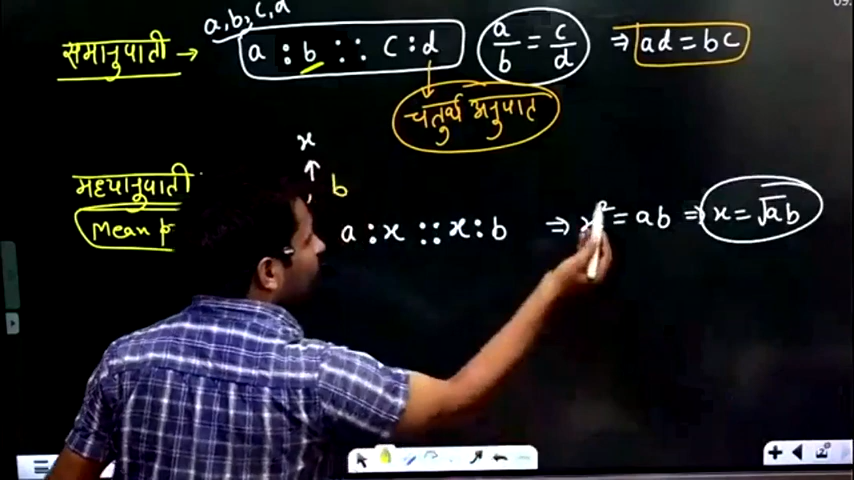 a, b, c, d
समानुपाती → a : b :: c : d a/b = c/d ⇒ ad = bc
चतुर्थ अनुपात
x
मध्यानुपाती b
Mean p a : x :: x : b ⇒ x² = ab ⇒ x = √ab